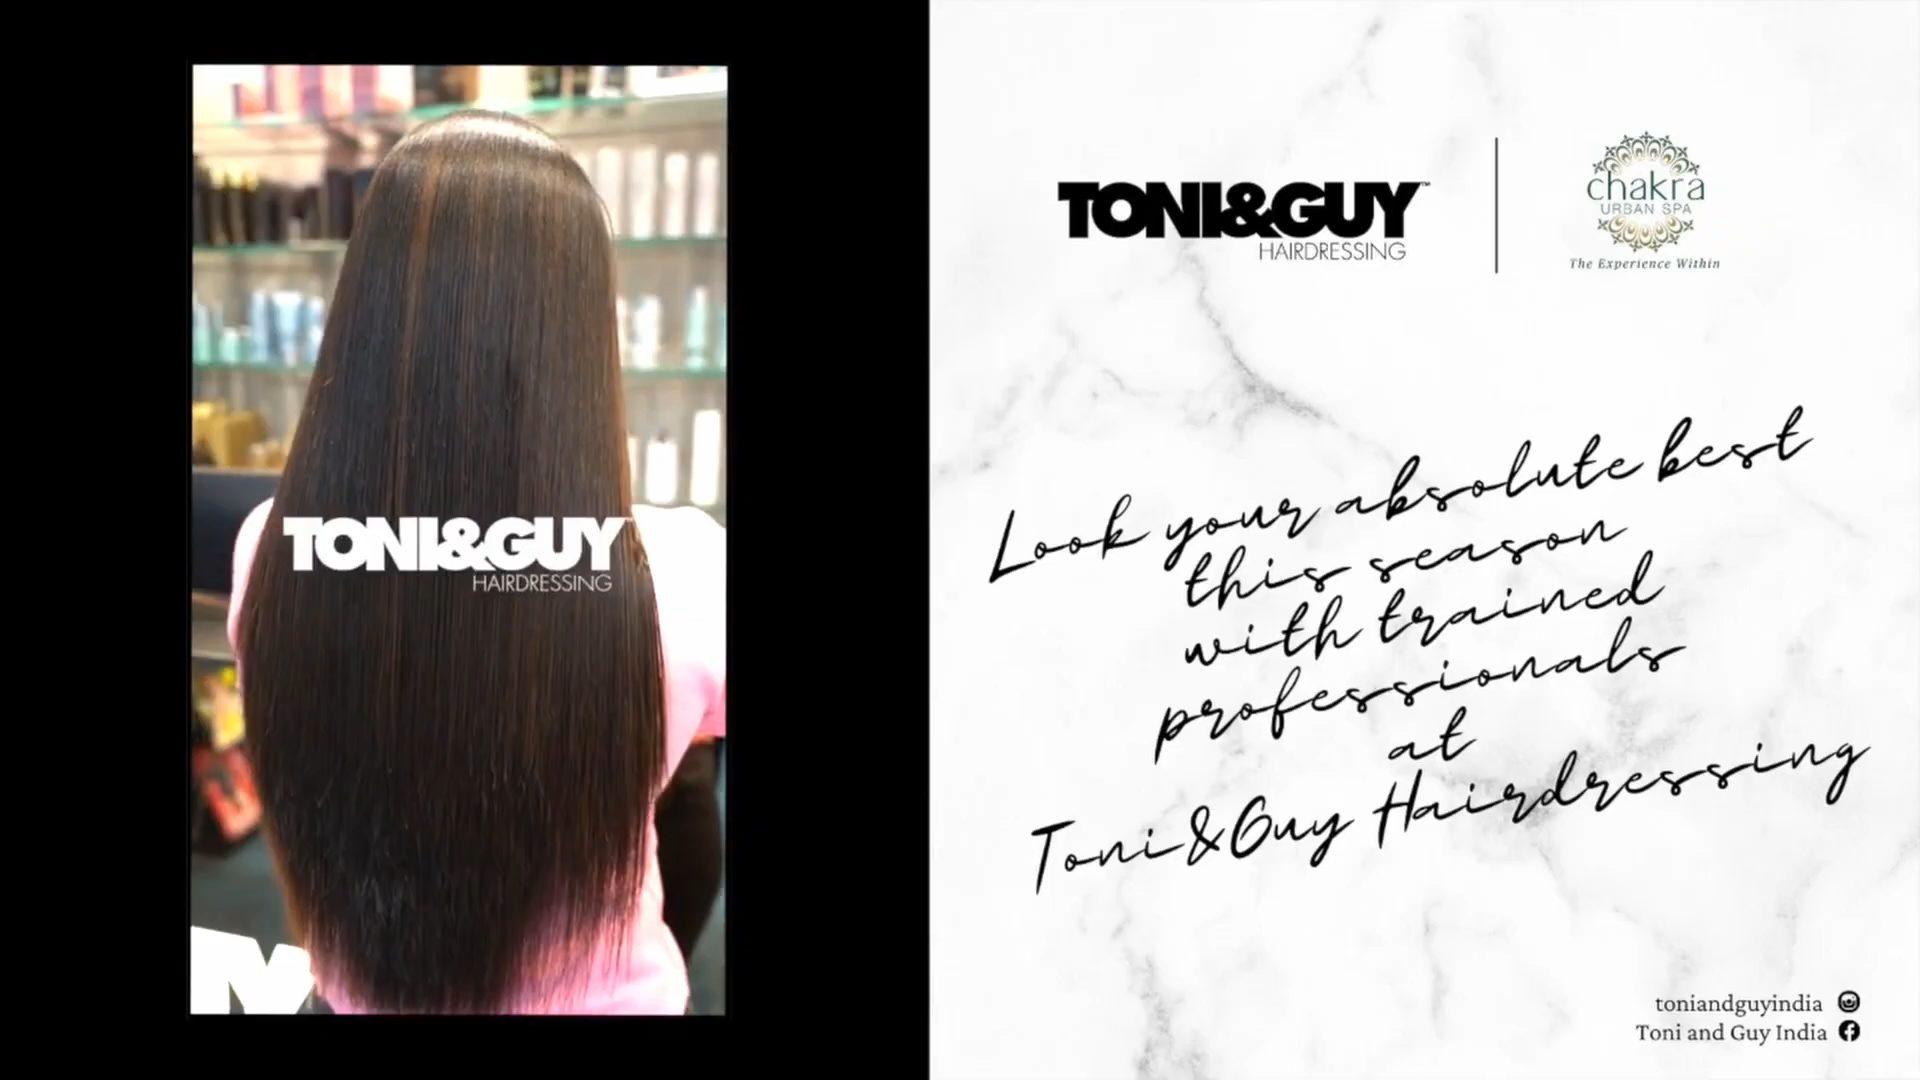 TONI&GUY
HAIRDRESSING
TONI&GUY™
HAIRDRESSING
chakra
URBAN SPA
The Experience Within
Look your absolute best
this season
with trained
professionals
at
Toni&Guy Hairdressing
toniandguyindia
Toni and Guy India